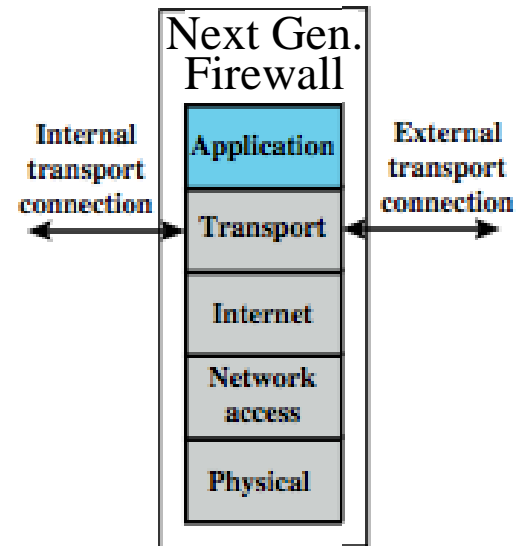 Next Gen.
Firewall
Internal
transport
connection
External
transport
connection
Application
Transport
Internet
Network
access
Physical